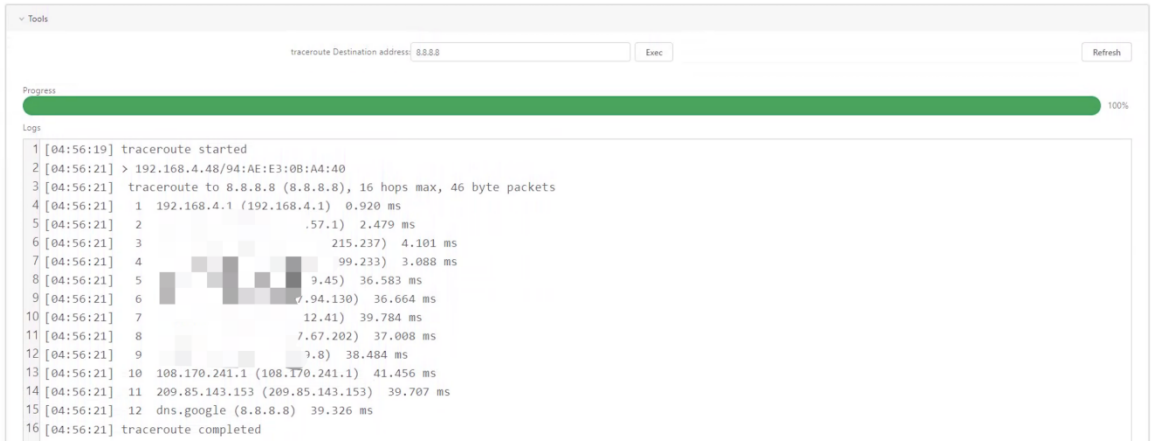 Tools
traceroute Destination address: 8.8.8.8 Exec Refresh
Progress
100%
Logs
1 [04:56:19] traceroute started
2 [04:56:21] > 192.168.4.48/94:AE:E3:0B:A4:40
3 [04:56:21] traceroute to 8.8.8.8 (8.8.8.8), 16 hops max, 46 byte packets
4 [04:56:21] 1 192.168.4.1 (192.168.4.1) 0.920 ms
5 [04:56:21] 2 .57.1) 2.479 ms
6 [04:56:21] 3 215.237) 4.101 ms
7 [04:56:21] 4 99.233) 3.088 ms
8 [04:56:21] 5 9.45) 36.583 ms
9 [04:56:21] 6 .94.130) 36.664 ms
10 [04:56:21] 7 12.41) 39.784 ms
11 [04:56:21] 8 7.67.202) 37.008 ms
12 [04:56:21] 9 .8) 38.484 ms
13 [04:56:21] 10 108.170.241.1 (108.170.241.1) 41.456 ms
14 [04:56:21] 11 209.85.143.153 (209.85.143.153) 39.707 ms
15 [04:56:21] 12 dns.google (8.8.8.8) 39.326 ms
16 [04:56:21] traceroute completed